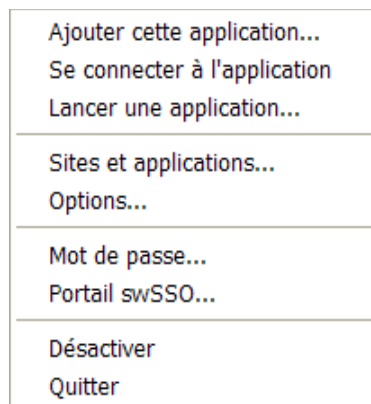 Ajouter cette application...
Se connecter à l'application
Lancer une application...
Sites et applications...
Options...
Mot de passe...
Portail swSSO...
Désactiver
Quitter